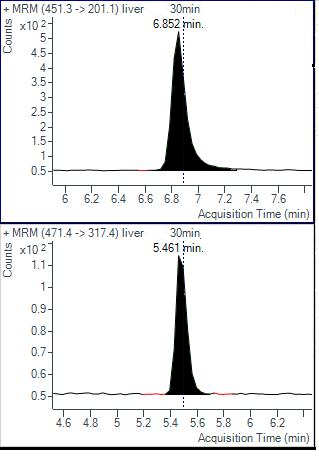 + MRM (451.3 -> 201.1) liver 30min
Counts
x10 2
6.852 min.
5
4.5
4
3.5
3
2.5
2
1.5
1
0.5
6 6.2 6.4 6.6 6.8 7 7.2 7.4 7.6
Acquisition Time (min)
+ MRM (471.4 -> 317.4) liver 30min
Counts
x10 2
5.461 min.
1.1
1
0.9
0.8
0.7
0.6
0.5
4.6 4.8 5 5.2 5.4 5.6 5.8 6 6.2
Acquisition Time (min)